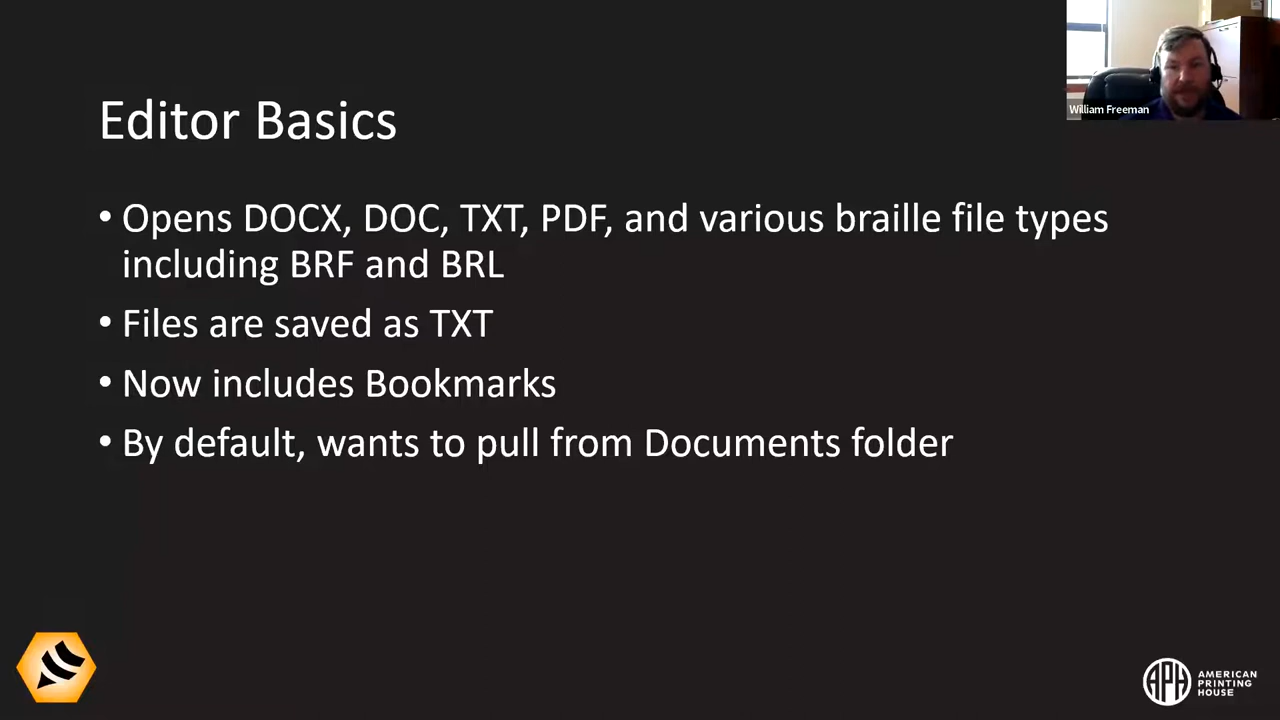 William Freeman
Editor Basics
• Opens DOCX, DOC, TXT, PDF, and various braille file types
including BRF and BRL
• Files are saved as TXT
• Now includes Bookmarks
• By default, wants to pull from Documents folder
APH
AMERICAN
PRINTING
HOUSE